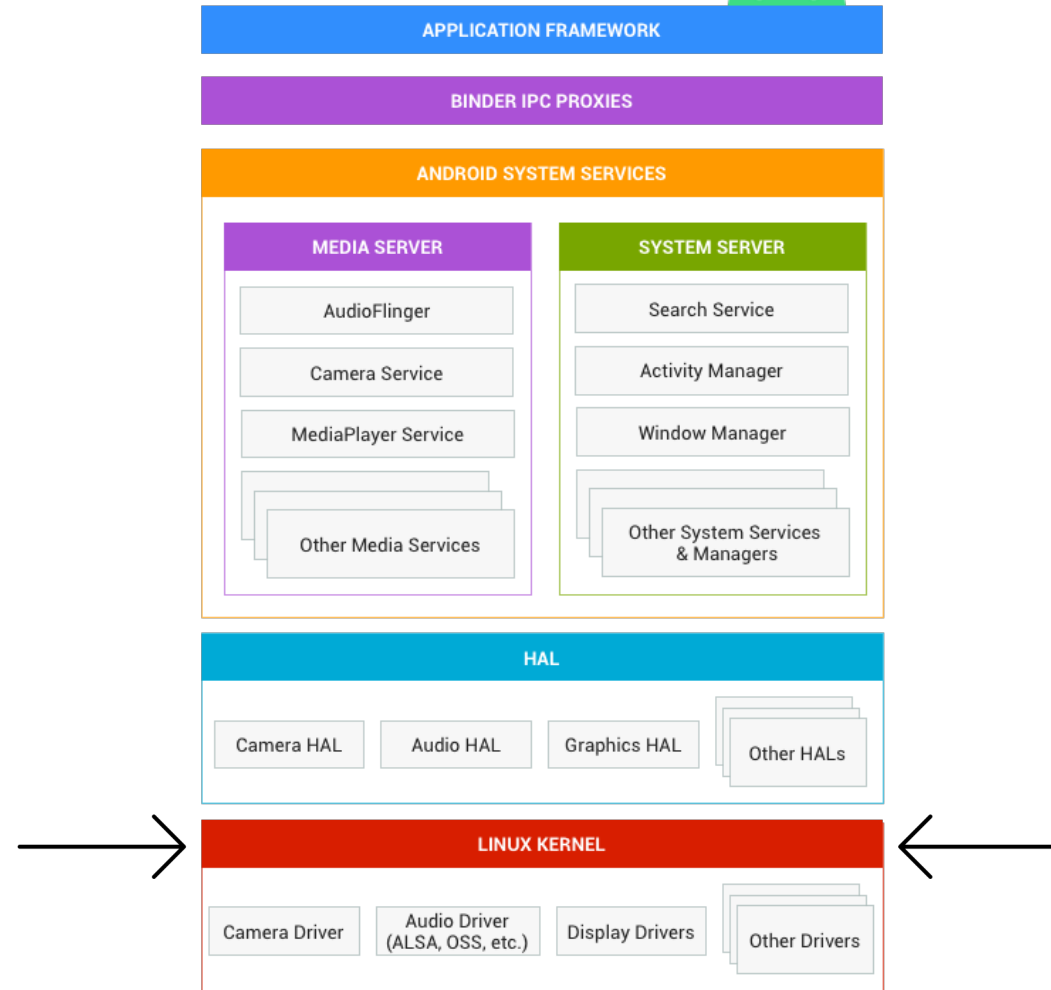 APPLICATION FRAMEWORK
BINDER IPC PROXIES
ANDROID SYSTEM SERVICES
MEDIA SERVER
AudioFlinger
Camera Service
MediaPlayer Service
Other Media Services
SYSTEM SERVER
Search Service
Activity Manager
Window Manager
Other System Services
& Managers
HAL
Camera HAL
Audio HAL
Graphics HAL
Other HALs
LINUX KERNEL
Camera Driver
Audio Driver
(ALSA, OSS, etc.)
Display Drivers
Other Drivers